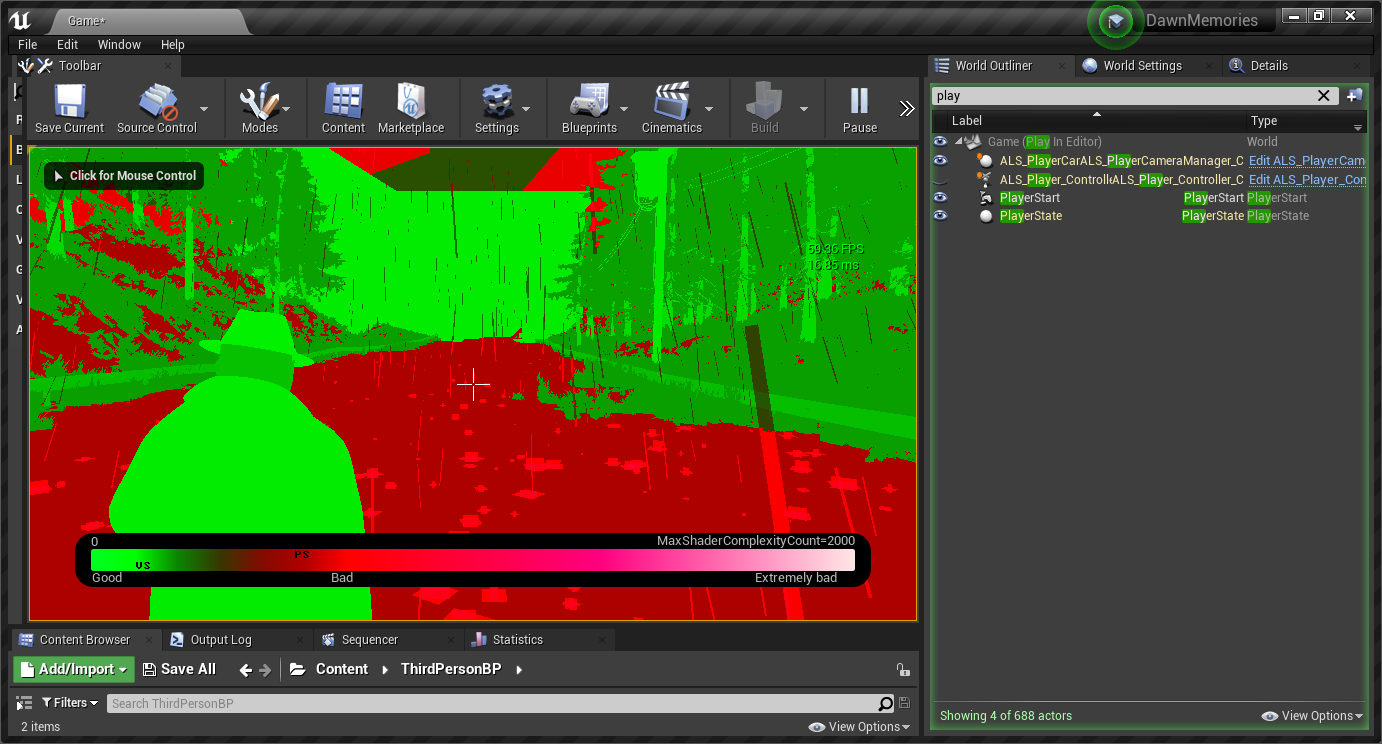 Game*
DawnMemories
File Edit Window Help
Toolbar
World Outliner
World Settings
Details
Save Current
Source Control
Modes
Content
Marketplace
Settings
Blueprints
Cinematics
Build
Pause
play
Label Type
Game (Play In Editor) World
ALS_PlayerCarALS_PlayerCameraManager_C Edit ALS_PlayerCam
ALS_Player_Controlle ALS_Player_Controller_C Edit ALS_Player_Con
PlayerStart PlayerStart PlayerStart
PlayerState PlayerState PlayerState
R
B
L
C
V
G
V
A
Click for Mouse Control
59.36 FPS
16.85 ms
0 MaxShaderComplexityCount=2000
PS
VS
Good Bad Extremely bad
Content Browser
Output Log
Sequencer
Statistics
Add/Import Save All Content ThirdPersonBP
Filters Search ThirdPersonBP
2 items View Options
Showing 4 of 688 actors View Options